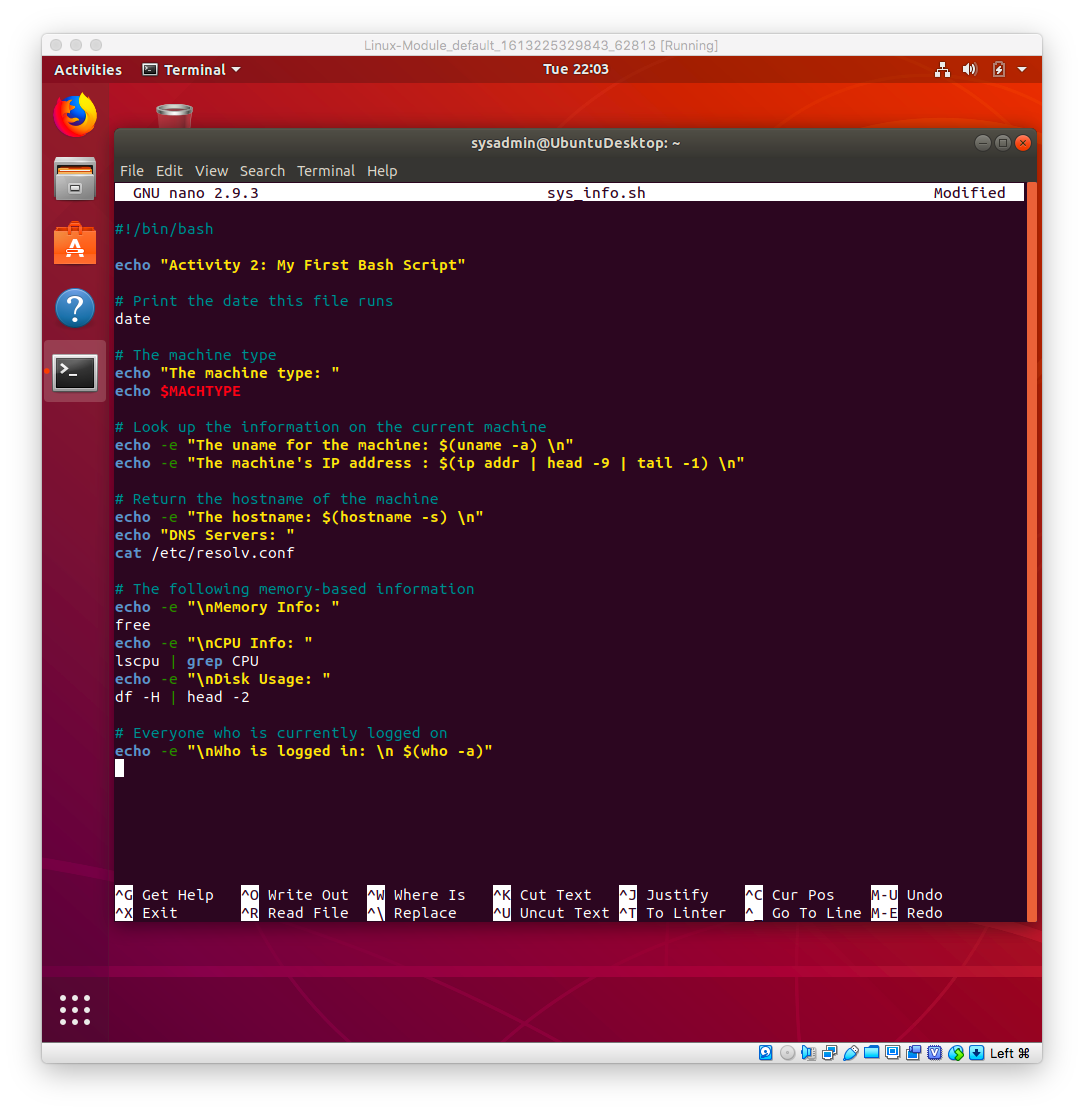 Linux-Module_default_1613225329843_62813 [Running]
Activities Terminal Tue 22:03
sysadmin@UbuntuDesktop: ~
File Edit View Search Terminal Help
GNU nano 2.9.3 sys_info.sh Modified
#!/bin/bash
echo "Activity 2: My First Bash Script"
# Print the date this file runs
date
# The machine type
echo "The machine type: "
echo $MACHTYPE
# Look up the information on the current machine
echo -e "The uname for the machine: $(uname -a) \n"
echo -e "The machine's IP address : $(ip addr | head -9 | tail -1) \n"
# Return the hostname of the machine
echo -e "The hostname: $(hostname -s) \n"
echo "DNS Servers: "
cat /etc/resolv.conf
# The following memory-based information
echo -e "\nMemory Info: "
free
echo -e "\nCPU Info: "
lscpu | grep CPU
echo -e "\nDisk Usage: "
df -H | head -2
# Everyone who is currently logged on
echo -e "\nWho is logged in: \n $(who -a)"
^G Get Help ^O Write Out ^W Where Is ^K Cut Text ^J Justify ^C Cur Pos M-U Undo
^X Exit ^R Read File ^\ Replace ^U Uncut Text ^T To Linter ^_ Go To Line M-E Redo
Left ⌘